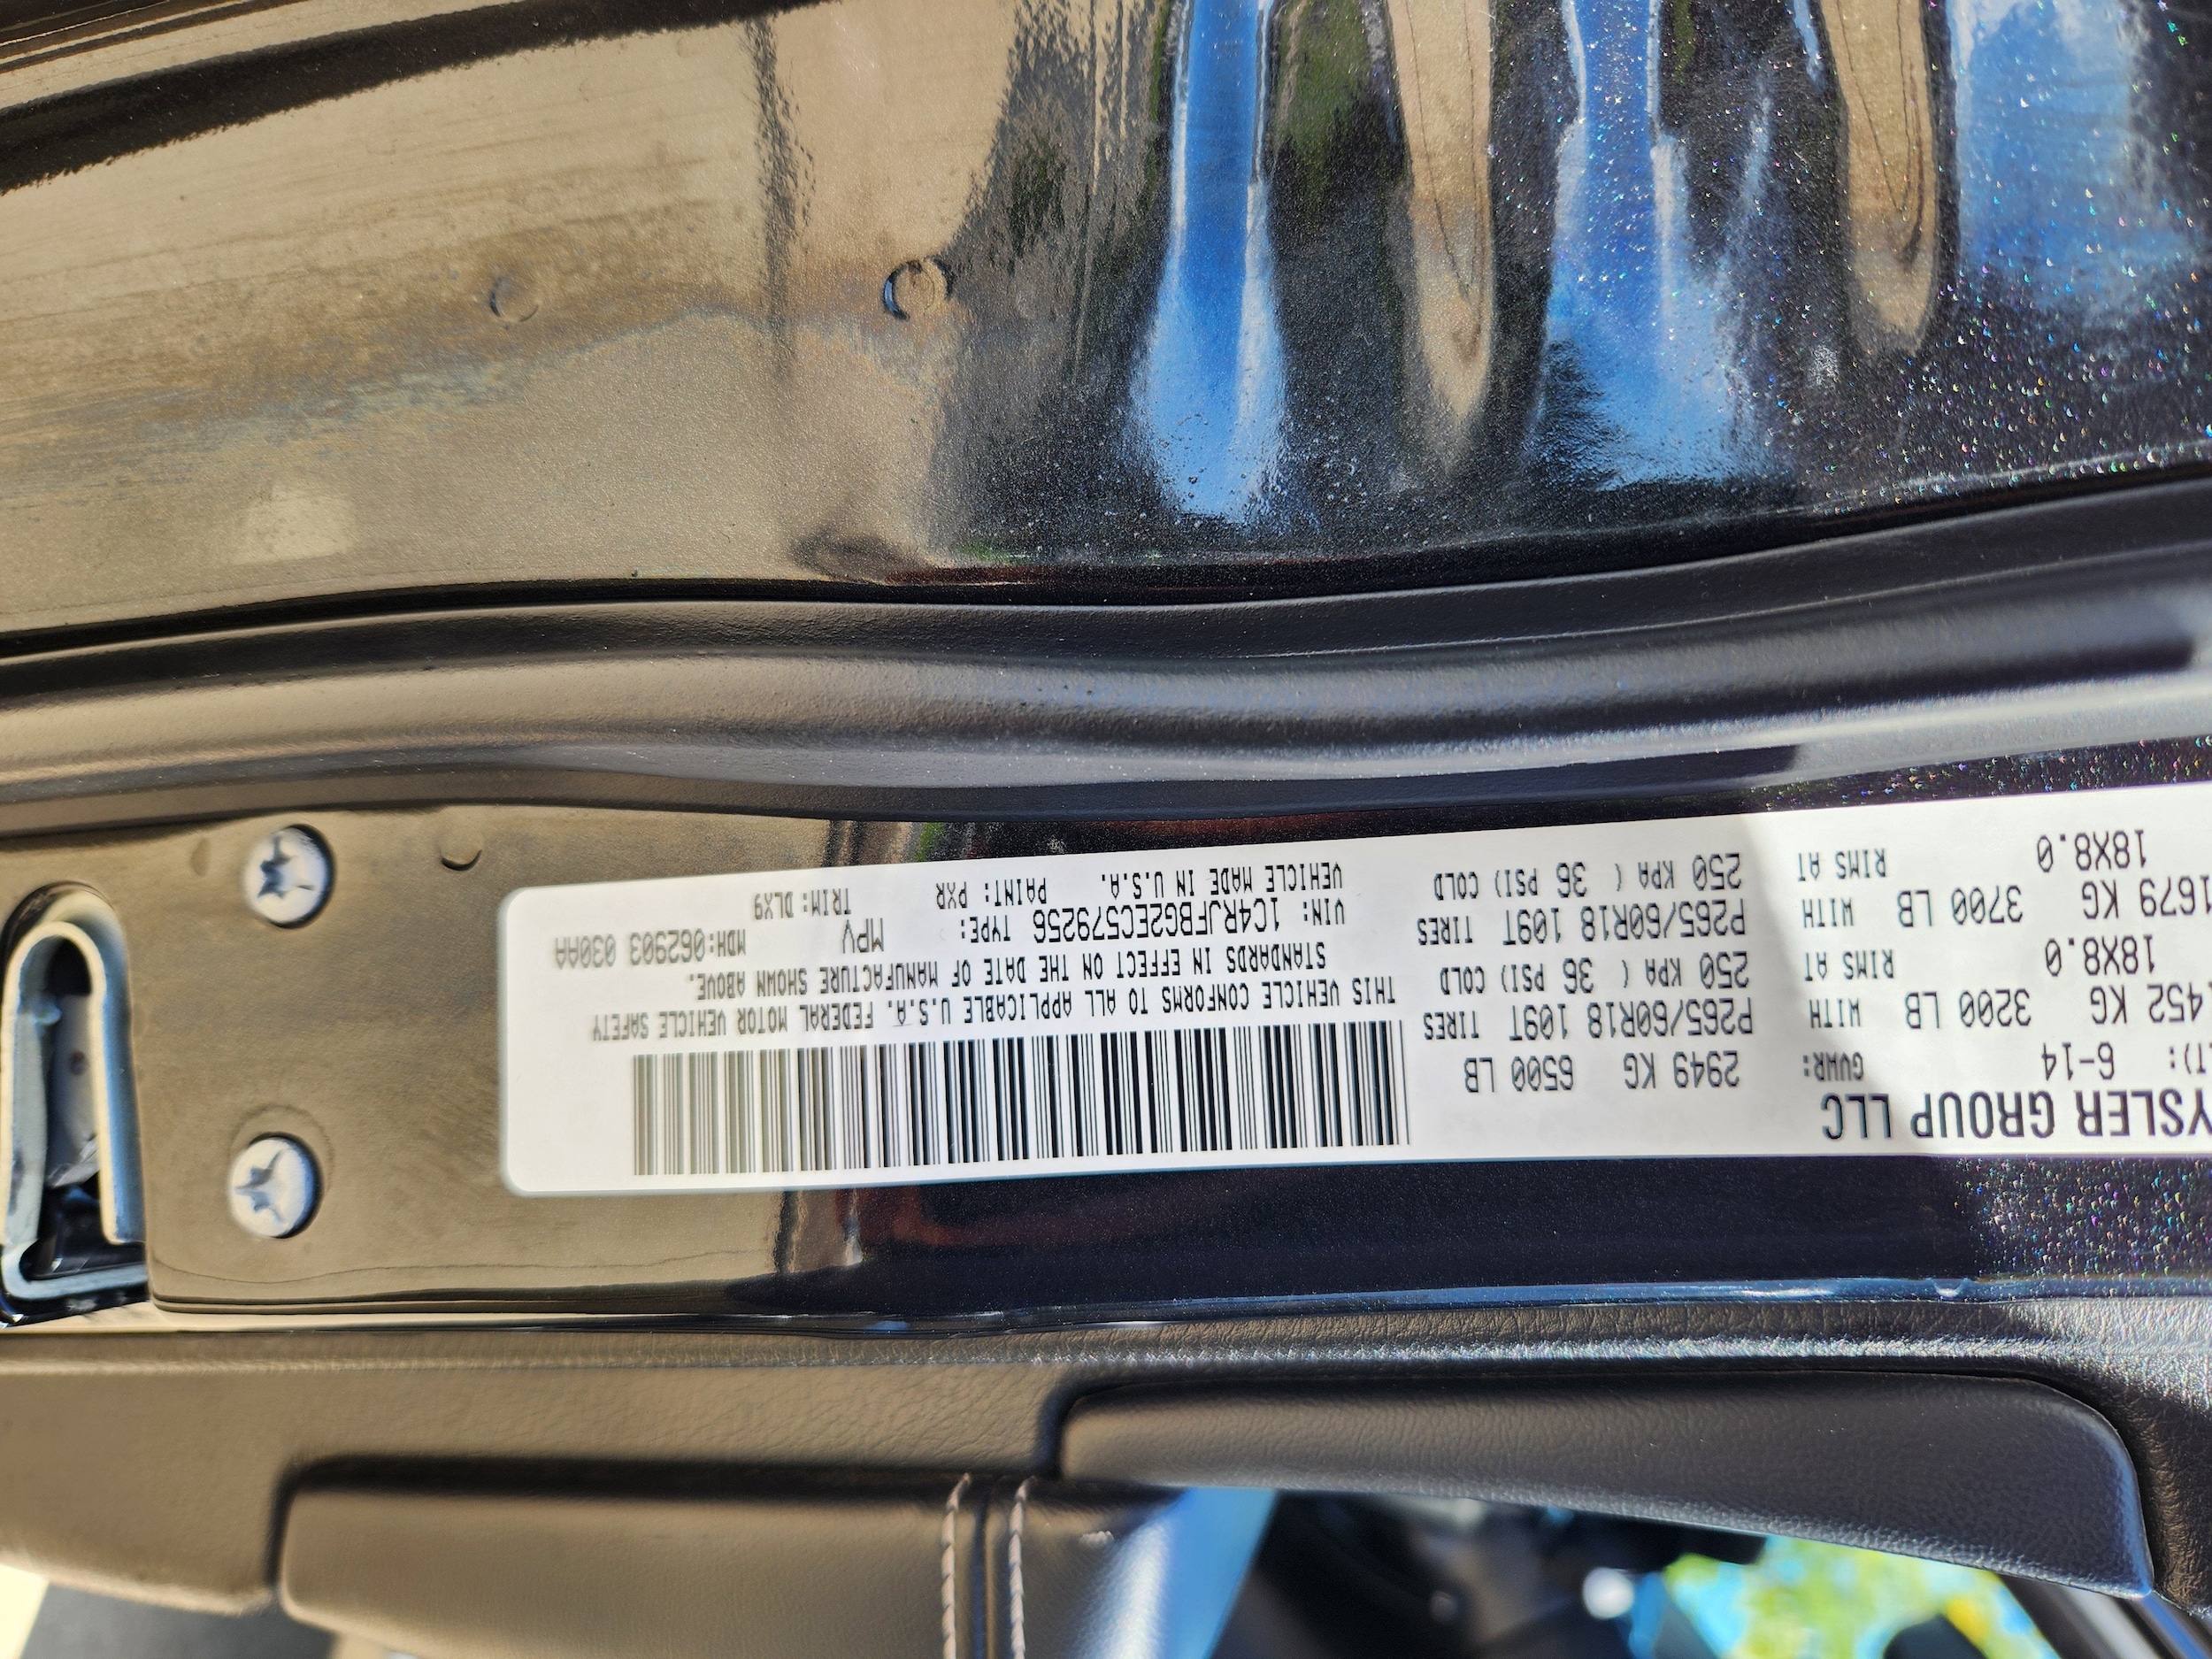 YSLER GROUP LLC
T): 6-14 GVWR: 2949 KG 6500 LB
452 KG 3200 LB WITH P265/60R18 109T TIRES
18X8.0 RIMS AT 250 KPA ( 36 PSI) COLD
1679 KG 3700 LB WITH P265/60R18 109T TIRES
18X8.0 RIMS AT 250 KPA ( 36 PSI) COLD
THIS VEHICLE CONFORMS TO ALL APPLICABLE U.S.A. FEDERAL MOTOR VEHICLE SAFETY
STANDARDS IN EFFECT ON THE DATE OF MANUFACTURE SHOWN ABOVE.
VIN: 1C4RJFBG2EC579256 TYPE: MPV MDH:062903 030AA
VEHICLE MADE IN U.S.A. PAINT: PXR TRIM: DLX9